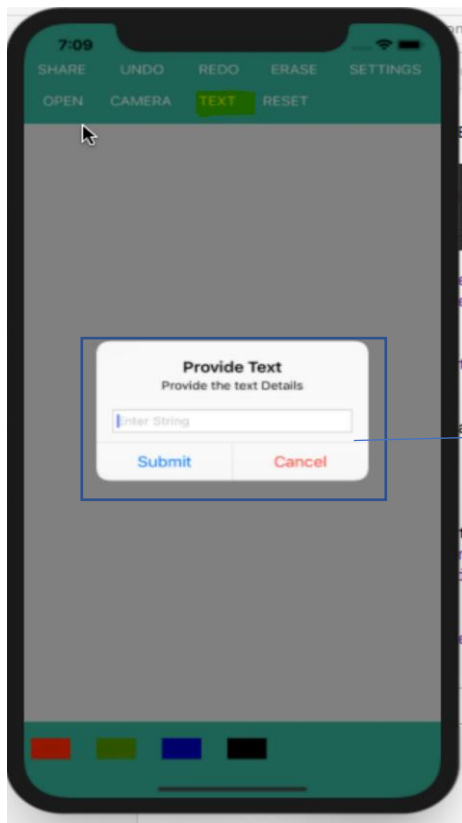 7:09
SHARE UNDO REDO ERASE SETTINGS
OPEN CAMERA TEXT RESET
Provide Text
Provide the text Details
Enter String
Submit Cancel